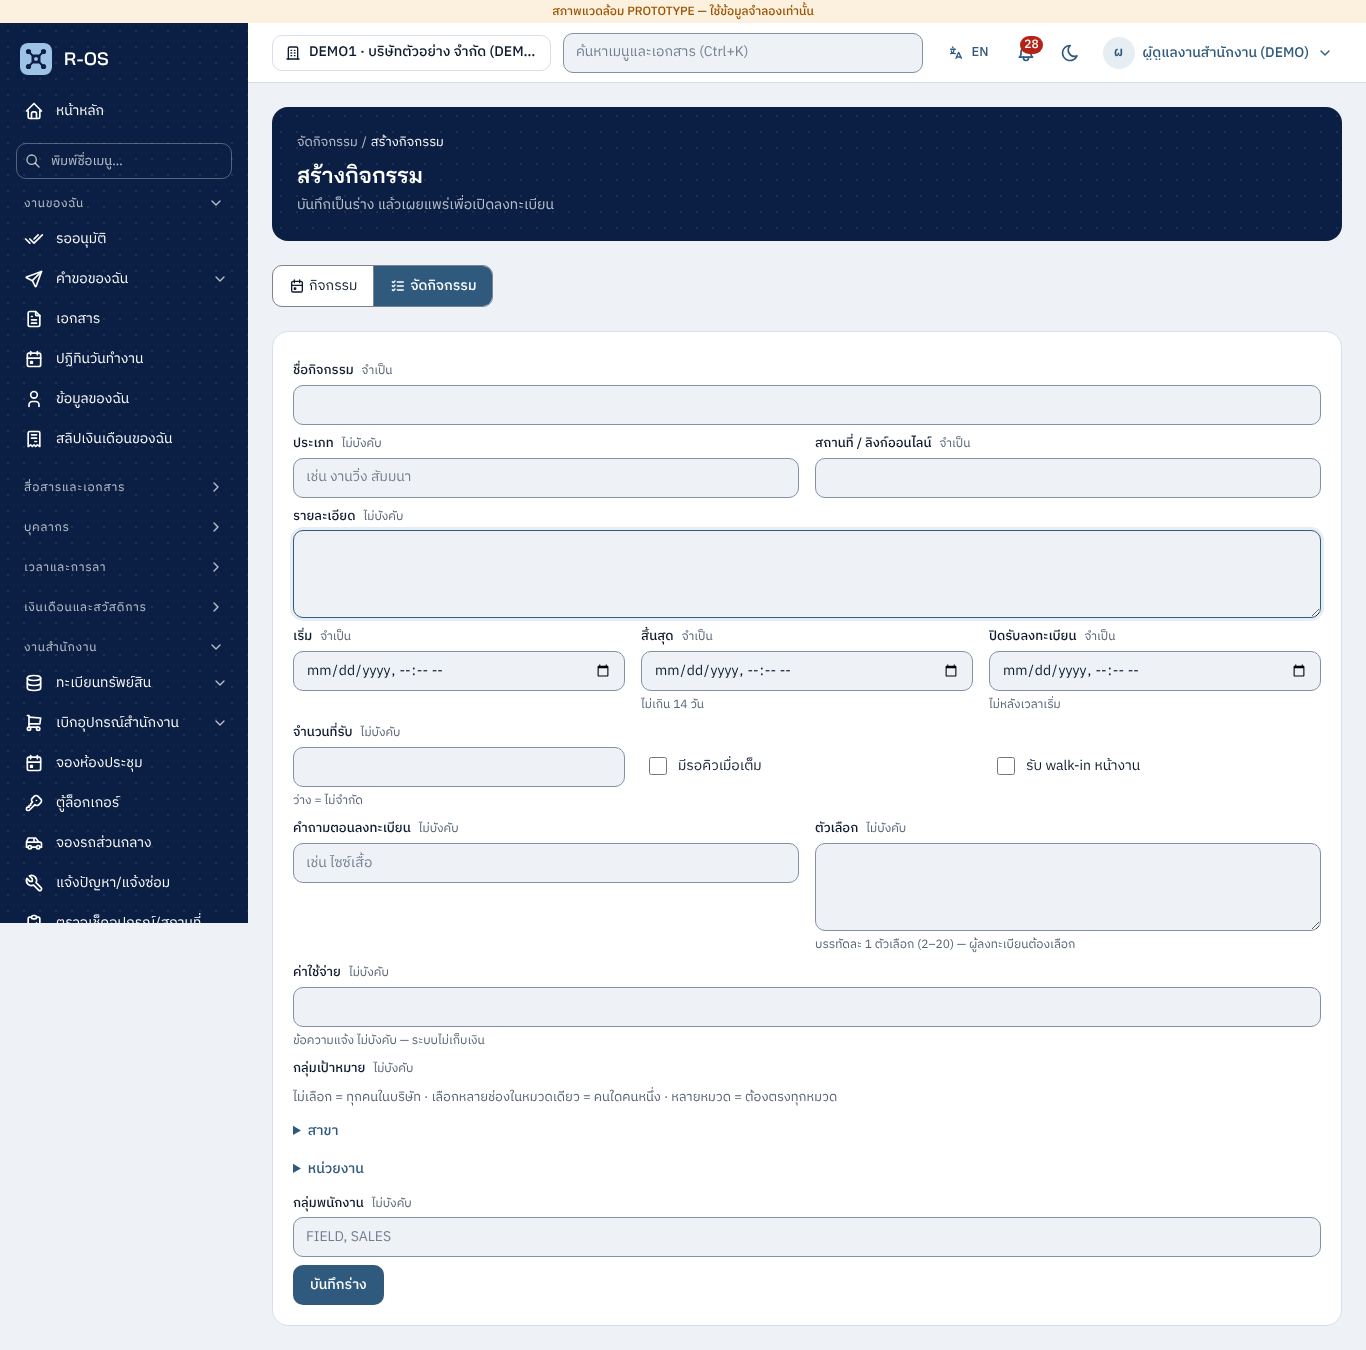 สภาพแวดล้อม PROTOTYPE — ใช้ข้อมูลจำลองเท่านั้น
R-OS
DEMO1 · บริษัทตัวอย่าง จำกัด (DEM...
ค้นหาเมนูและเอกสาร (Ctrl+K)
EN
28
ผ
ผู้ดูแลงานสำนักงาน (DEMO)
หน้าหลัก
พิมพ์ชื่อเมนู...
งานของฉัน
รออนุมัติ
คำขอของฉัน
เอกสาร
ปฏิทินวันทำงาน
ข้อมูลของฉัน
สลิปเงินเดือนของฉัน
สื่อสารและเอกสาร
บุคลากร
เวลาและการลา
เงินเดือนและสวัสดิการ
งานสำนักงาน
ทะเบียนทรัพย์สิน
เบิกอุปกรณ์สำนักงาน
จองห้องประชุม
ตู้ล็อกเกอร์
จองรถส่วนกลาง
แจ้งปัญหา/แจ้งซ่อม
ตรวจเช็คอุปกรณ์/สถานที่
จัดกิจกรรม / สร้างกิจกรรม
สร้างกิจกรรม
บันทึกเป็นร่าง แล้วเผยแพร่เพื่อเปิดลงทะเบียน
กิจกรรม
จัดกิจกรรม
ชื่อกิจกรรม จำเป็น
ประเภท ไม่บังคับ
เช่น งานวิ่ง สัมมนา
สถานที่ / ลิงก์ออนไลน์ จำเป็น
รายละเอียด ไม่บังคับ
เริ่ม จำเป็น
mm/dd/yyyy, --:-- --
สิ้นสุด จำเป็น
mm/dd/yyyy, --:-- --
ไม่เกิน 14 วัน
ปิดรับลงทะเบียน จำเป็น
mm/dd/yyyy, --:-- --
ไม่หลังเวลาเริ่ม
จำนวนที่รับ ไม่บังคับ
ว่าง = ไม่จำกัด
มีรอคิวเมื่อเต็ม
รับ walk-in หน้างาน
คำถามตอนลงทะเบียน ไม่บังคับ
เช่น ไซซ์เสื้อ
ตัวเลือก ไม่บังคับ
บรรทัดละ 1 ตัวเลือก (2–20) — ผู้ลงทะเบียนต้องเลือก
ค่าใช้จ่าย ไม่บังคับ
ข้อความแจ้ง ไม่บังคับ — ระบบไม่เก็บเงิน
กลุ่มเป้าหมาย ไม่บังคับ
ไม่เลือก = ทุกคนในบริษัท · เลือกหลายช่องในหมวดเดียว = คนใดคนหนึ่ง · หลายหมวด = ต้องตรงทุกหมวด
สาขา
หน่วยงาน
กลุ่มพนักงาน ไม่บังคับ
FIELD, SALES
บันทึกร่าง